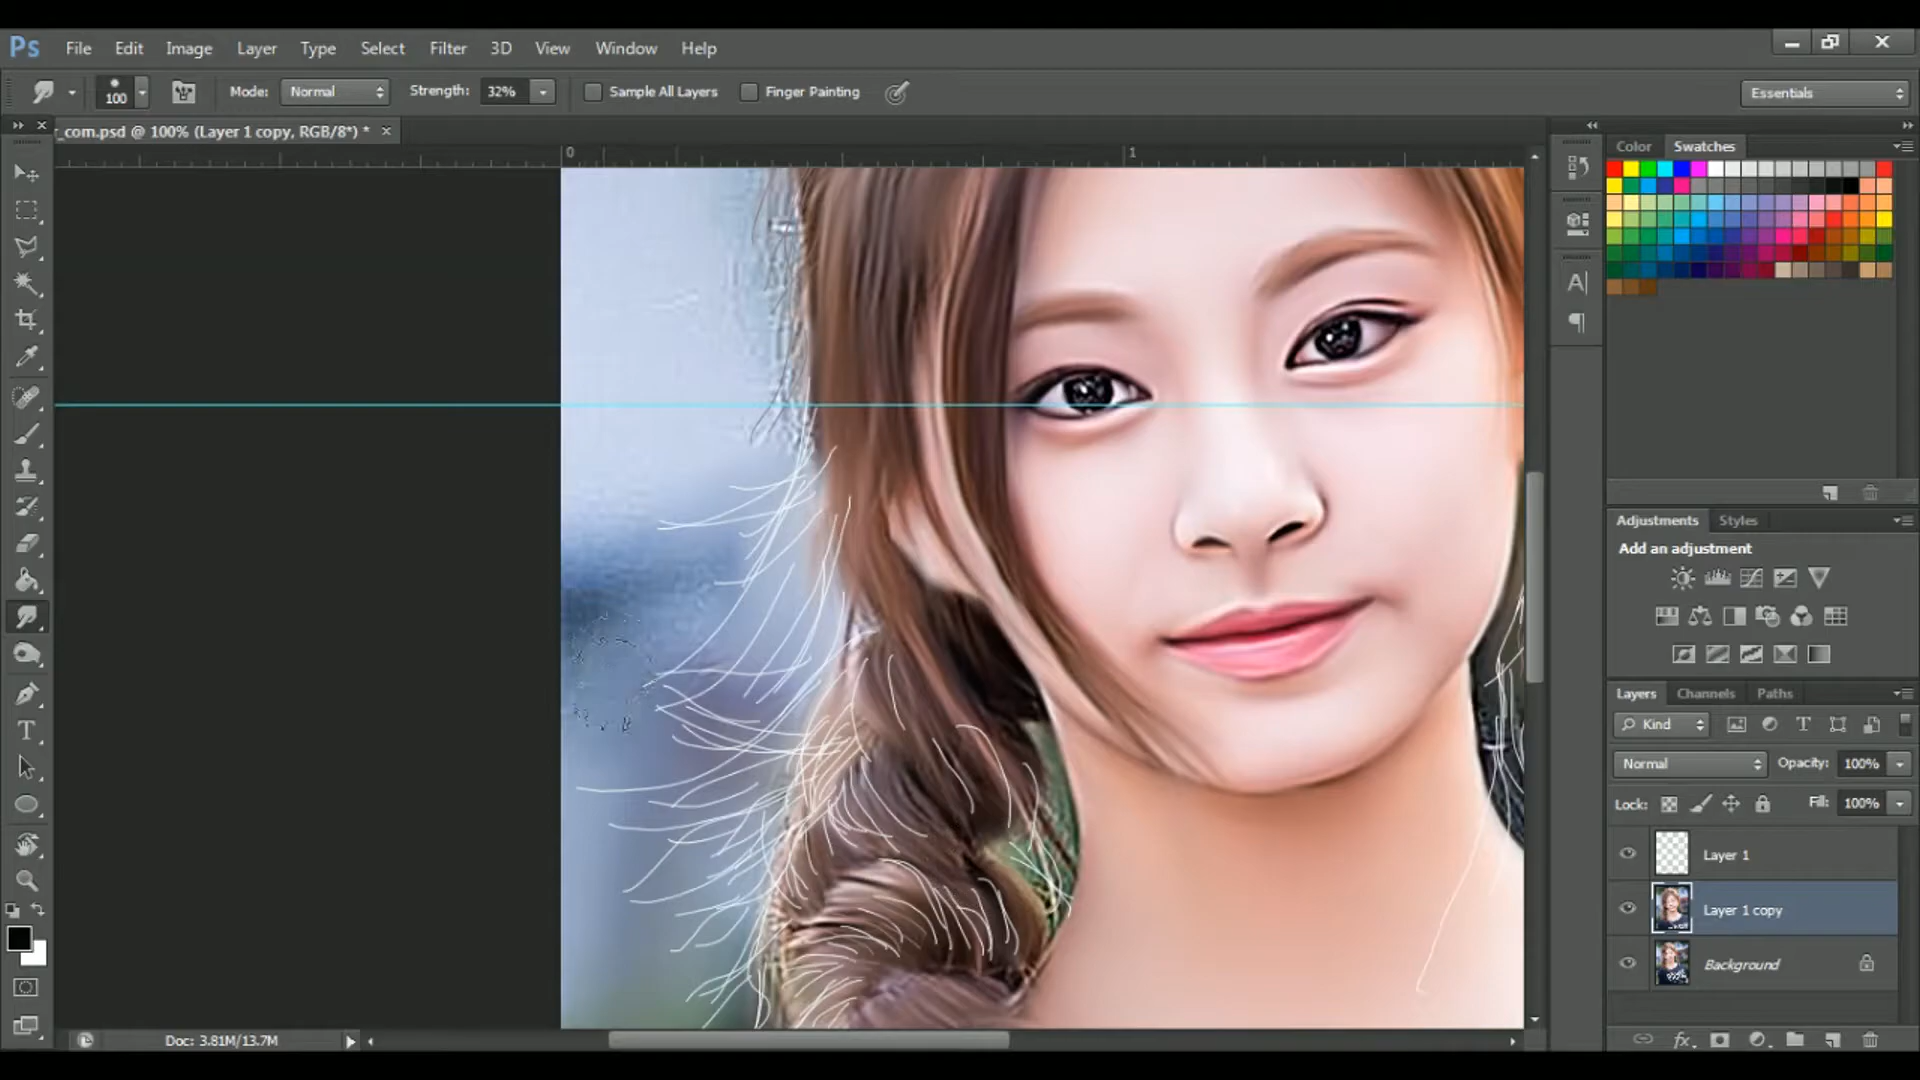 Ps File Edit Image Layer Type Select Filter 3D View Window Help
100 Mode: Normal Strength: 32% Sample All Layers Finger Painting Essentials
_com.psd @ 100% (Layer 1 copy, RGB/8*) *
0 1
Color Swatches
Adjustments Styles
Add an adjustment
Layers Channels Paths
Kind
Normal Opacity: 100%
Lock: Fill: 100%
Layer 1
Layer 1 copy
Background
fx
Doc: 3.81M/13.7M